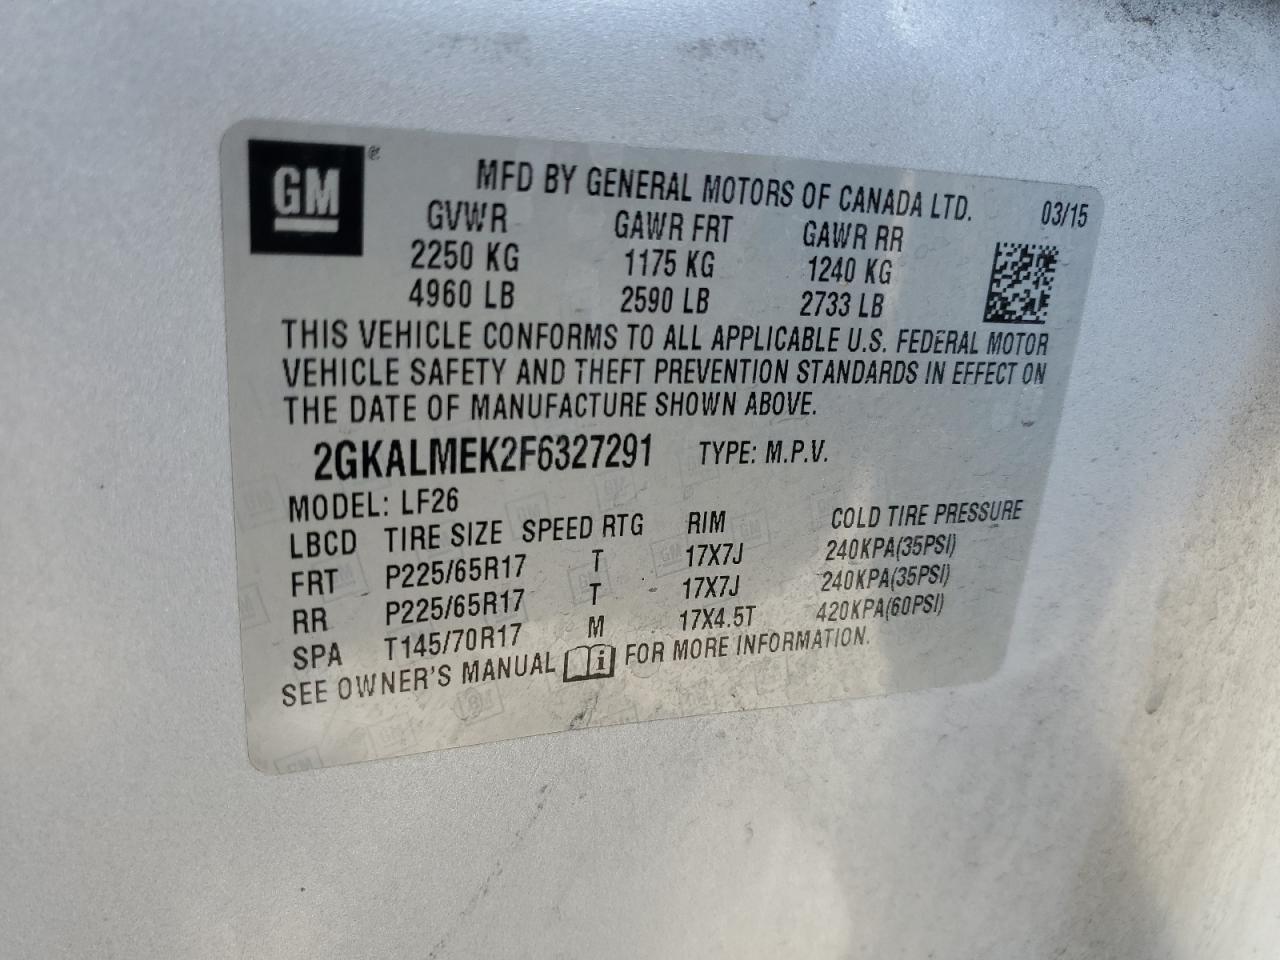 GM
MFD BY GENERAL MOTORS OF CANADA LTD. 03/15
GVWR GAWR FRT GAWR RR
2250 KG 1175 KG 1240 KG
4960 LB 2590 LB 2733 LB
THIS VEHICLE CONFORMS TO ALL APPLICABLE U.S. FEDERAL MOTOR
VEHICLE SAFETY AND THEFT PREVENTION STANDARDS IN EFFECT ON
THE DATE OF MANUFACTURE SHOWN ABOVE.
2GKALMEK2F6327291 TYPE: M.P.V.
MODEL: LF26
LBCD TIRE SIZE SPEED RTG RIM COLD TIRE PRESSURE
FRT P225/65R17 T 17X7J 240KPA(35PSI)
RR P225/65R17 T 17X7J 240KPA(35PSI)
SPA T145/70R17 M 17X4.5T 420KPA(60PSI)
SEE OWNER'S MANUAL i FOR MORE INFORMATION.